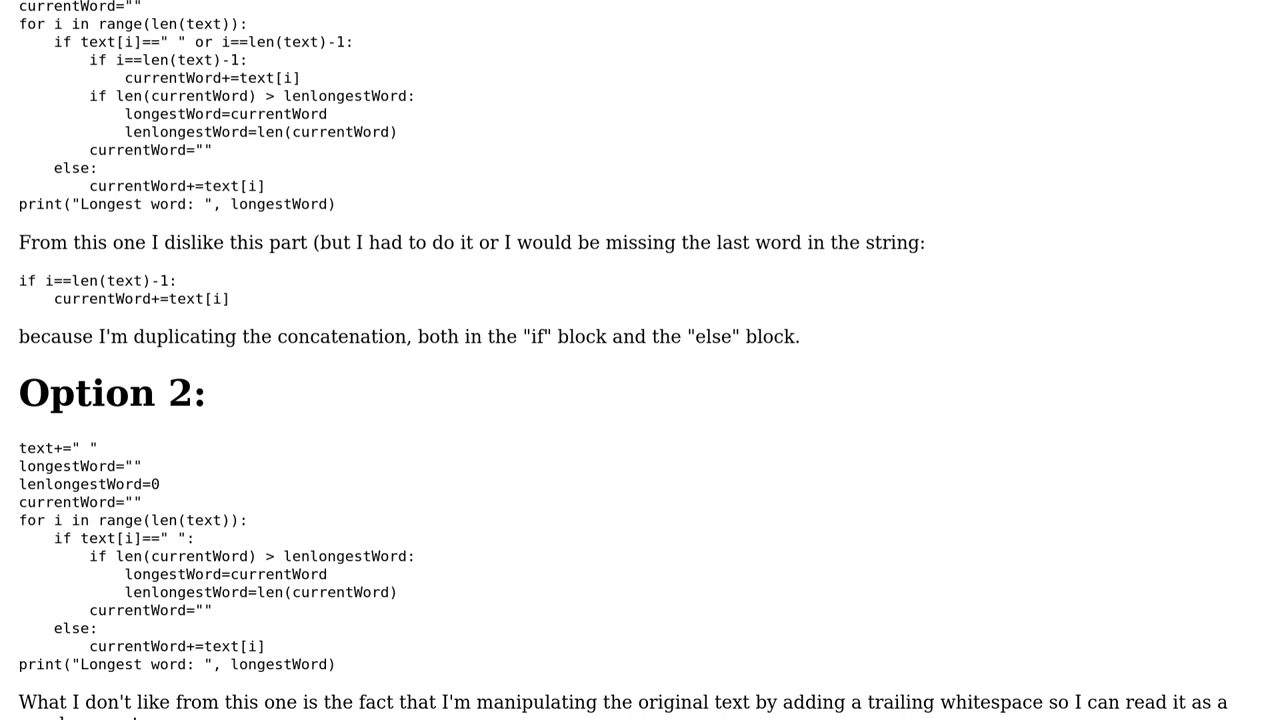 currentWord=""
for i in range(len(text)):
    if text[i]==" " or i==len(text)-1:
        if i==len(text)-1:
            currentWord+=text[i]
        if len(currentWord) > lenlongestWord:
            longestWord=currentWord
            lenlongestWord=len(currentWord)
        currentWord=""
    else:
        currentWord+=text[i]
print("Longest word: ", longestWord)
From this one I dislike this part (but I had to do it or I would be missing the last word in the string:
if i==len(text)-1:
    currentWord+=text[i]
because I'm duplicating the concatenation, both in the "if" block and the "else" block.
Option 2:
text+=" "
longestWord=""
lenlongestWord=0
currentWord=""
for i in range(len(text)):
    if text[i]==" ":
        if len(currentWord) > lenlongestWord:
            longestWord=currentWord
            lenlongestWord=len(currentWord)
        currentWord=""
    else:
        currentWord+=text[i]
print("Longest word: ", longestWord)
What I don't like from this one is the fact that I'm manipulating the original text by adding a trailing whitespace so I can read it as a